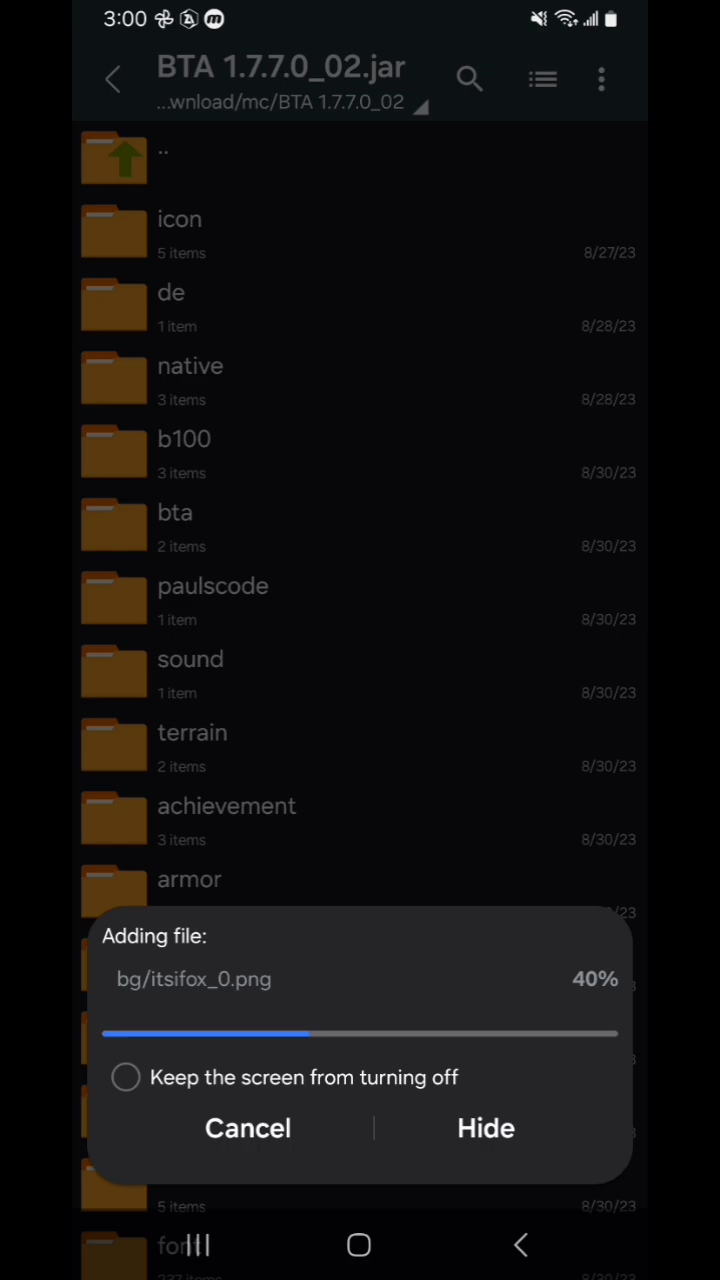 3:00
BTA 1.7.7.0_02.jar
...wnload/mc/BTA 1.7.7.0_02
..
icon
5 items 8/27/23
de
1 item 8/28/23
native
3 items 8/28/23
b100
3 items 8/30/23
bta
2 items 8/30/23
paulscode
1 item 8/30/23
sound
1 item 8/30/23
terrain
2 items 8/30/23
achievement
3 items 8/30/23
armor
/23
Adding file:
bg/itsifox_0.png 40%
Keep the screen from turning off
Cancel Hide
5 items 8/30/23
font